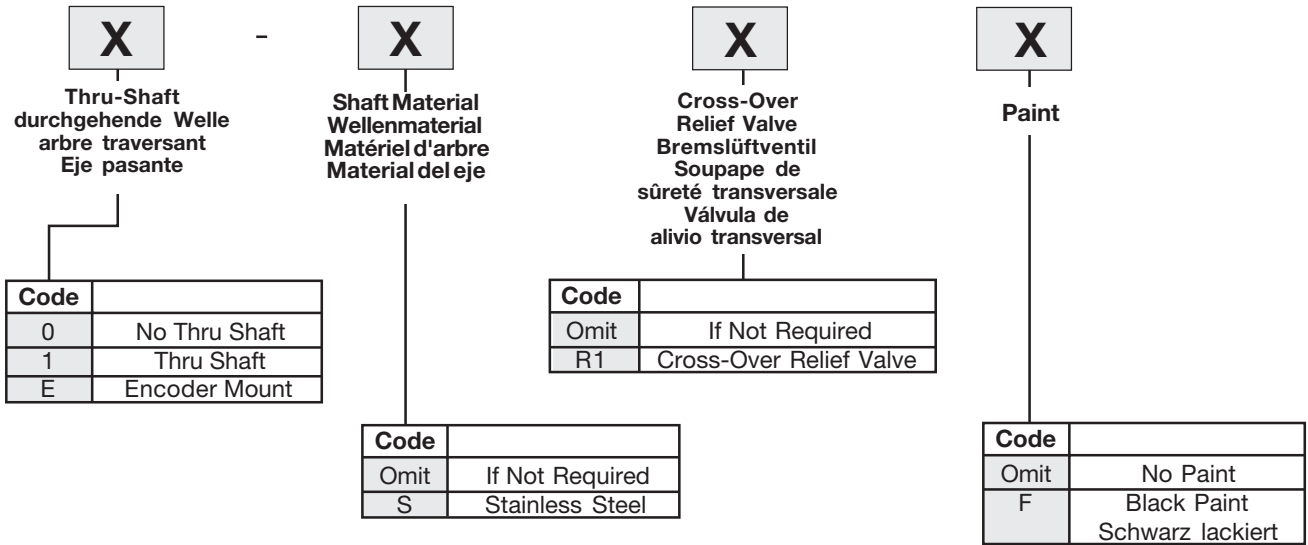 X - X X X
Thru-Shaft
durchgehende Welle
arbre traversant
Eje pasante
Shaft Material
Wellenmaterial
Matériel d'arbre
Material del eje
Cross-Over
Relief Valve
Bremslüftventil
Soupape de
sûreté transversale
Válvula de
alivio transversal
Paint
Code
0 No Thru Shaft
1 Thru Shaft
E Encoder Mount
Code
Omit If Not Required
S Stainless Steel
Code
Omit If Not Required
R1 Cross-Over Relief Valve
Code
Omit No Paint
F Black Paint
Schwarz lackiert